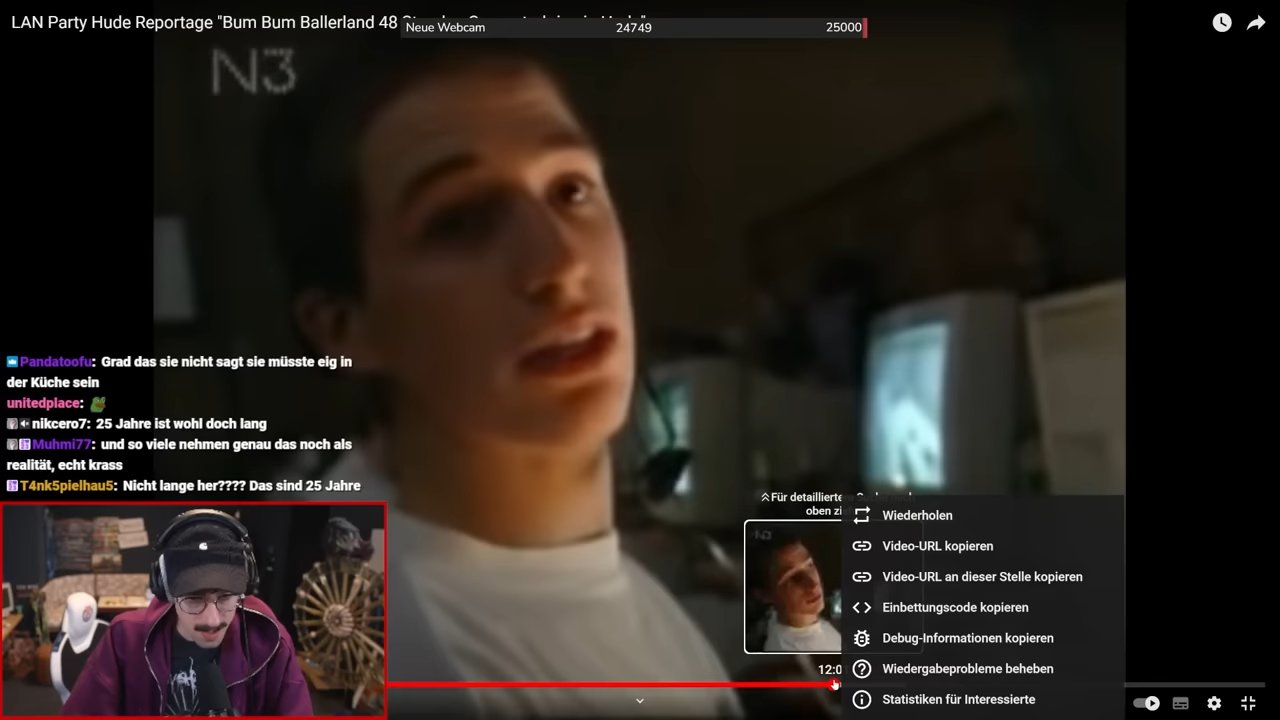 LAN Party Hude Reportage "Bum Bum Ballerland 48
Neue Webcam 24749 25000
N3
Pandatoofu: Grad das sie nicht sagt sie müsste eig in
der Küche sein
unitedplace:
nikcero7: 25 Jahre ist wohl doch lang
Muhmi77: und so viele nehmen genau das noch als
realität, echt krass
T4nk5pielhau5: Nicht lange her???? Das sind 25 Jahre
Für detailliertere
oben
N3
12:0
Wiederholen
Video-URL kopieren
Video-URL an dieser Stelle kopieren
Einbettungscode kopieren
Debug-Informationen kopieren
Wiedergabeprobleme beheben
Statistiken für Interessierte